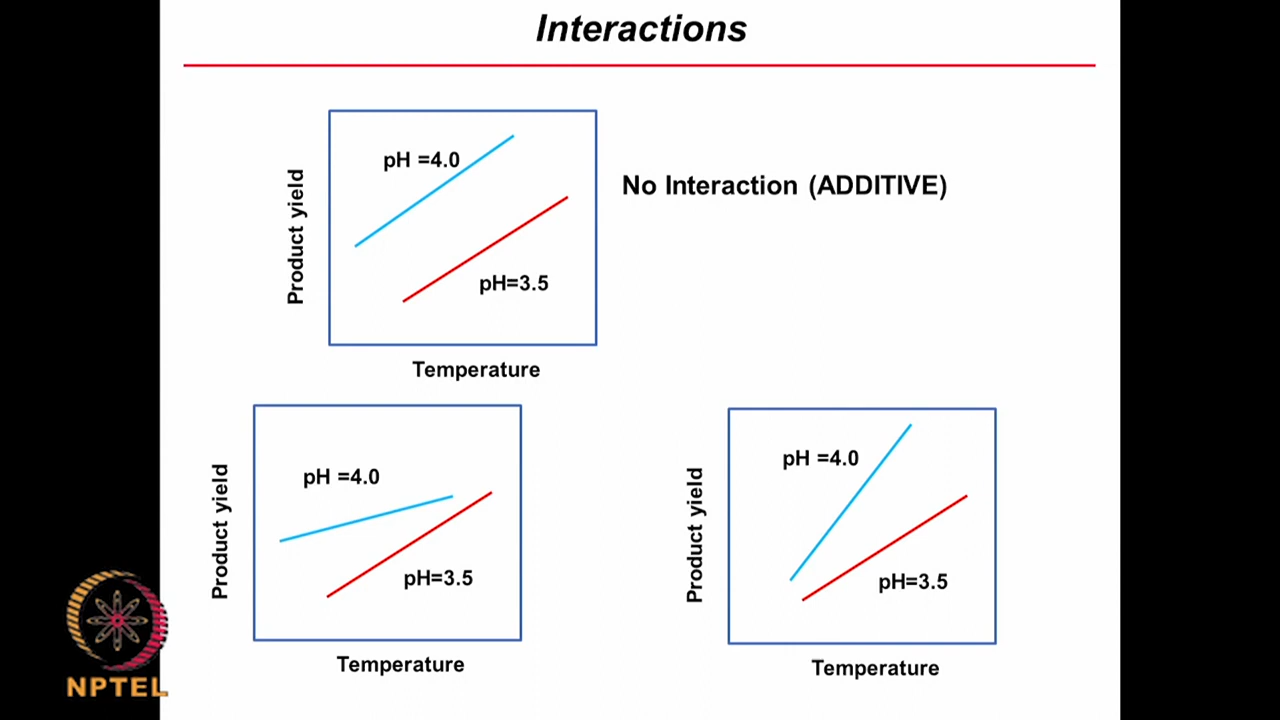 Interactions
pH =4.0
No Interaction (ADDITIVE)
Product yield
pH=3.5
Temperature
pH =4.0
Product yield
pH=3.5
Temperature
pH =4.0
Product yield
pH=3.5
Temperature
NPTEL